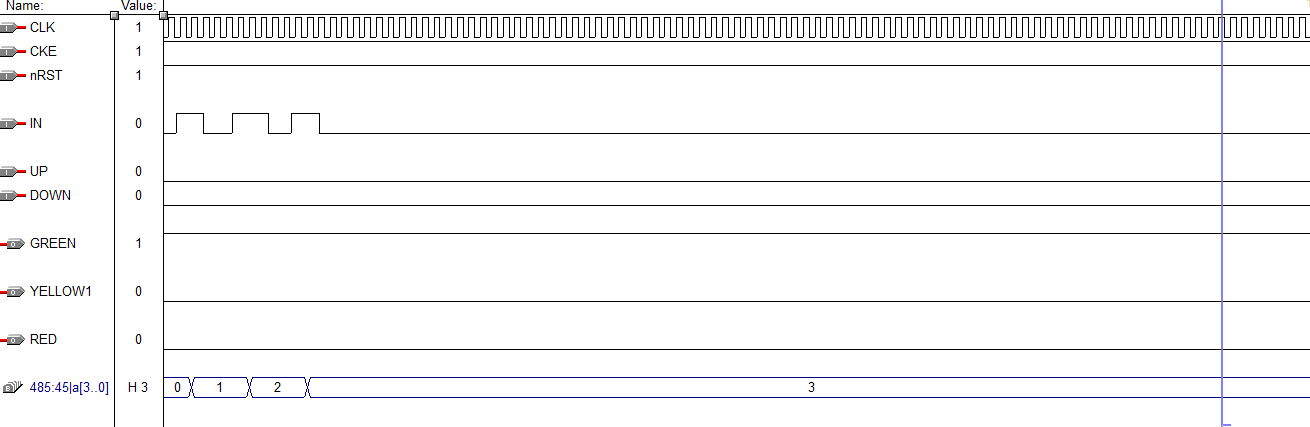 Name: Value:
CLK 1
CKE 1
nRST 1
IN 0
UP 0
DOWN 0
GREEN 1
YELLOW1 0
RED 0
485:45|a[3..0] H 3 0 1 2 3